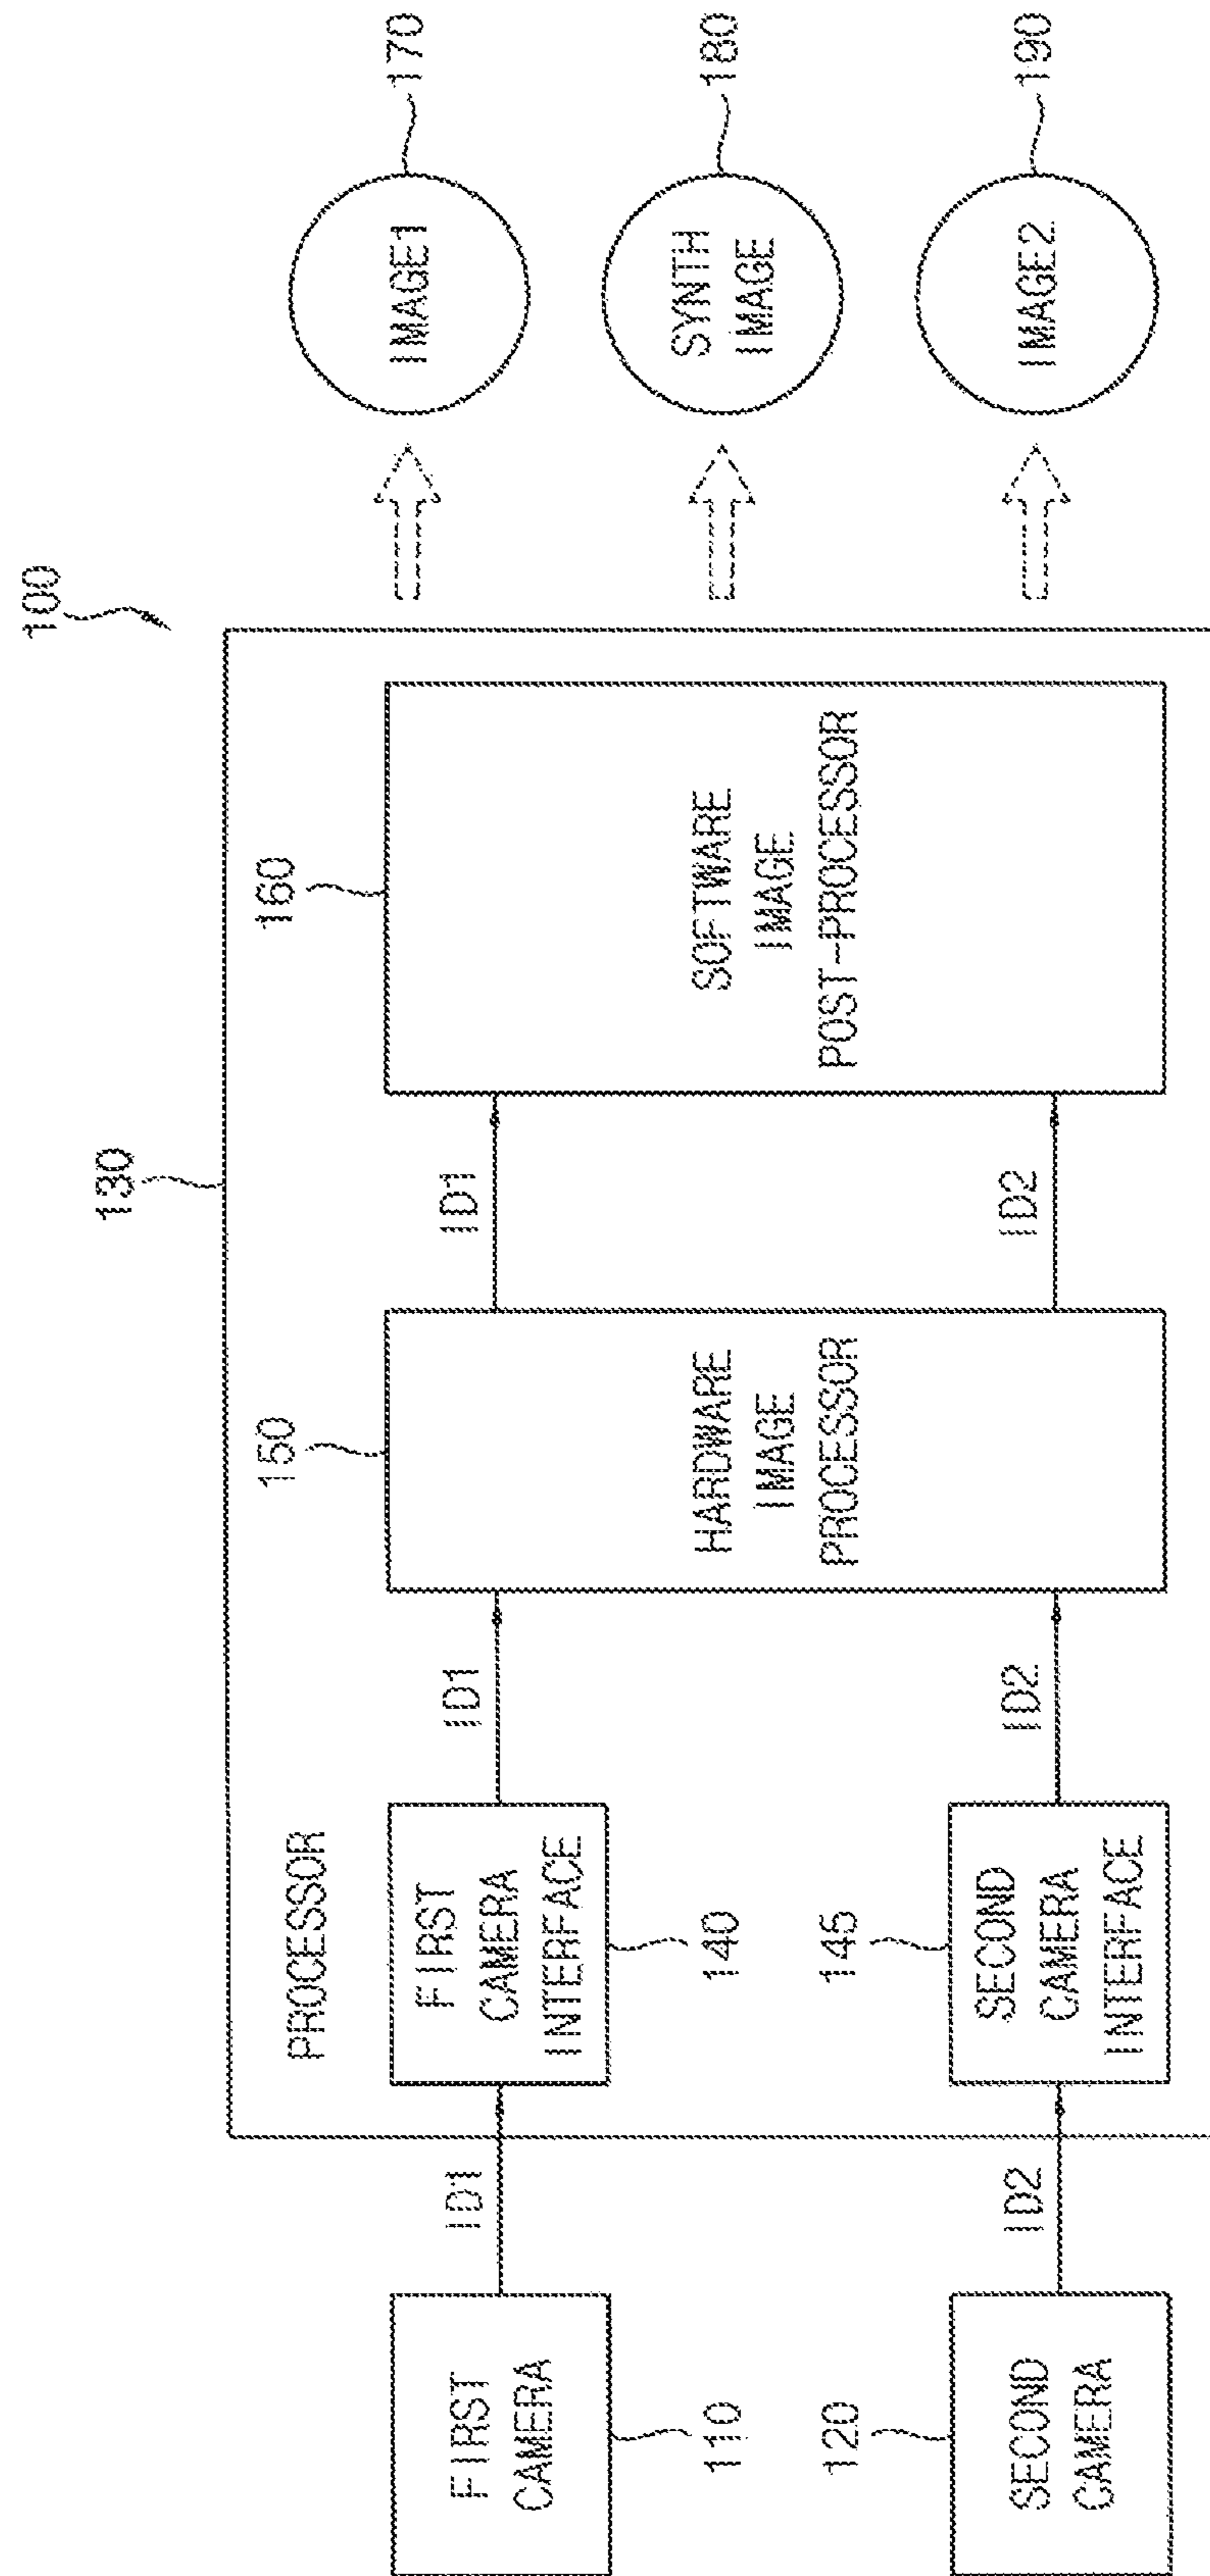 100
130
PROCESSOR
FIRST
CAMERA
110
ID1
FIRST
CAMERA
INTERFACE
140
ID1
150
HARDWARE
IMAGE
PROCESSOR
ID1
160
SOFTWARE
IMAGE
POST-PROCESSOR
IMAGE1
170
SYNTH
IMAGE
180
120
SECOND
CAMERA
ID2
145
SECOND
CAMERA
INTERFACE
ID2
ID2
IMAGE2
190